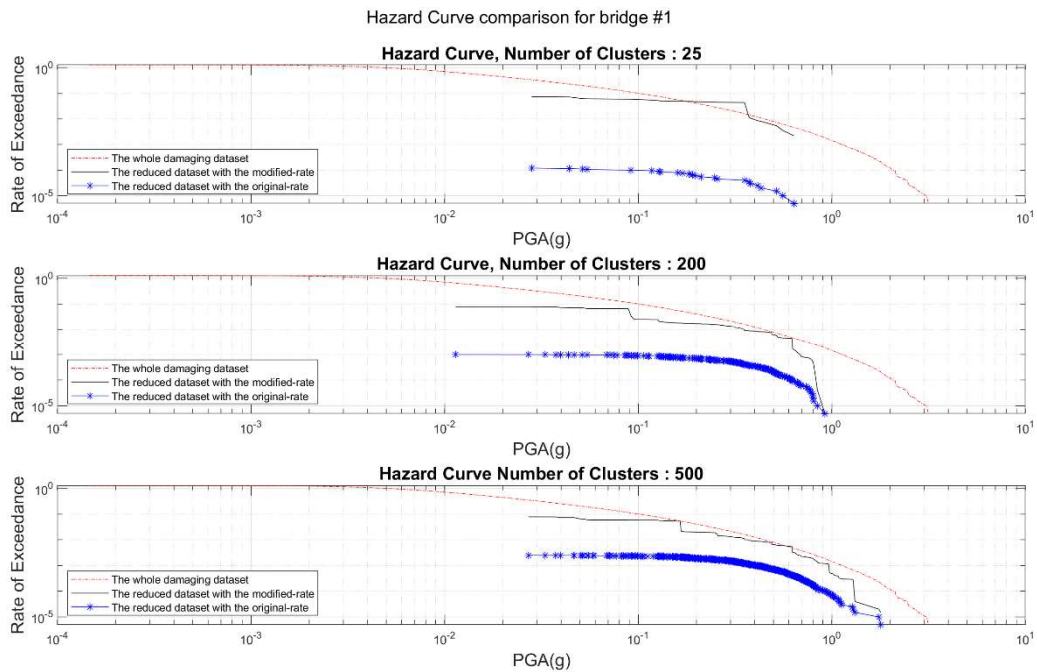 Hazard Curve comparison for bridge #1
Hazard Curve, Number of Clusters : 25
Rate of Exceedance
10^0
10^-5
The whole damaging dataset
The reduced dataset with the modified-rate
The reduced dataset with the original-rate
10^-4 10^-3 10^-2 10^-1 10^0 10^1
PGA(g)
Hazard Curve, Number of Clusters : 200
Rate of Exceedance
10^0
10^-5
The whole damaging dataset
The reduced dataset with the modified-rate
The reduced dataset with the original-rate
10^-4 10^-3 10^-2 10^-1 10^0 10^1
PGA(g)
Hazard Curve Number of Clusters : 500
Rate of Exceedance
10^0
10^-5
The whole damaging dataset
The reduced dataset with the modified-rate
The reduced dataset with the original-rate
10^-4 10^-3 10^-2 10^-1 10^0 10^1
PGA(g)